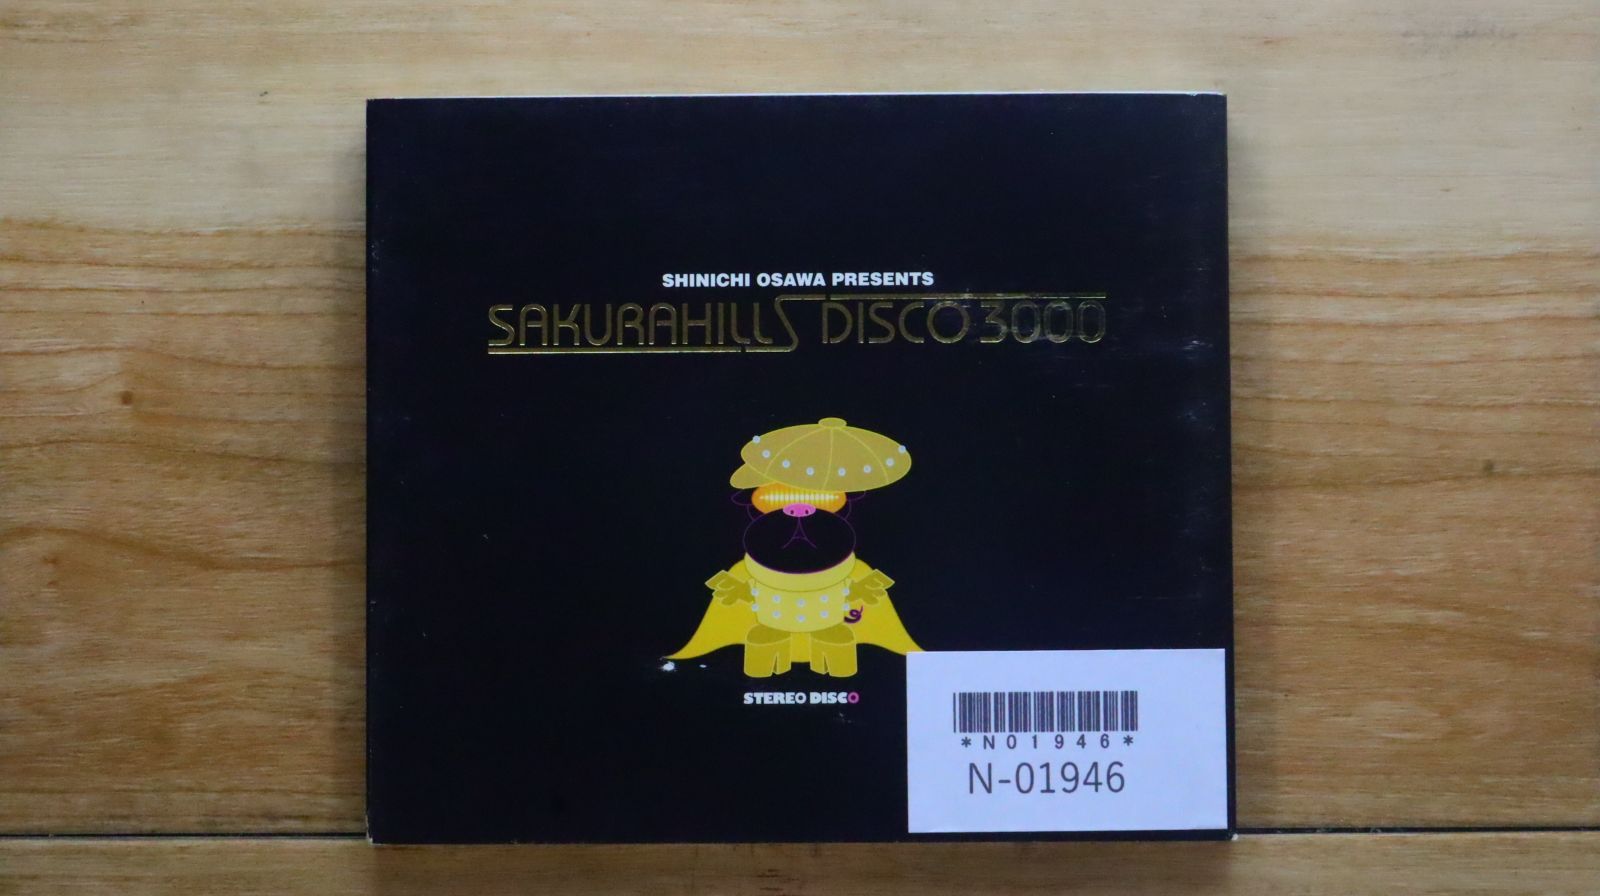 SHINICHI OSAWA PRESENTS
SAKURAHILLS DISCO 3000
STEREO DISCO
*N01946*
N-01946